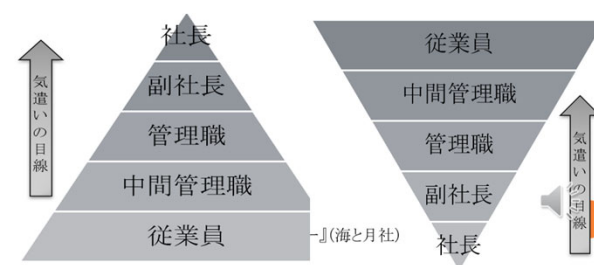 気遣いの目線
社長
副社長
管理職
中間管理職
従業員
-』(海と月社)
従業員
中間管理職
管理職
副社長
社長
気遣いの目線